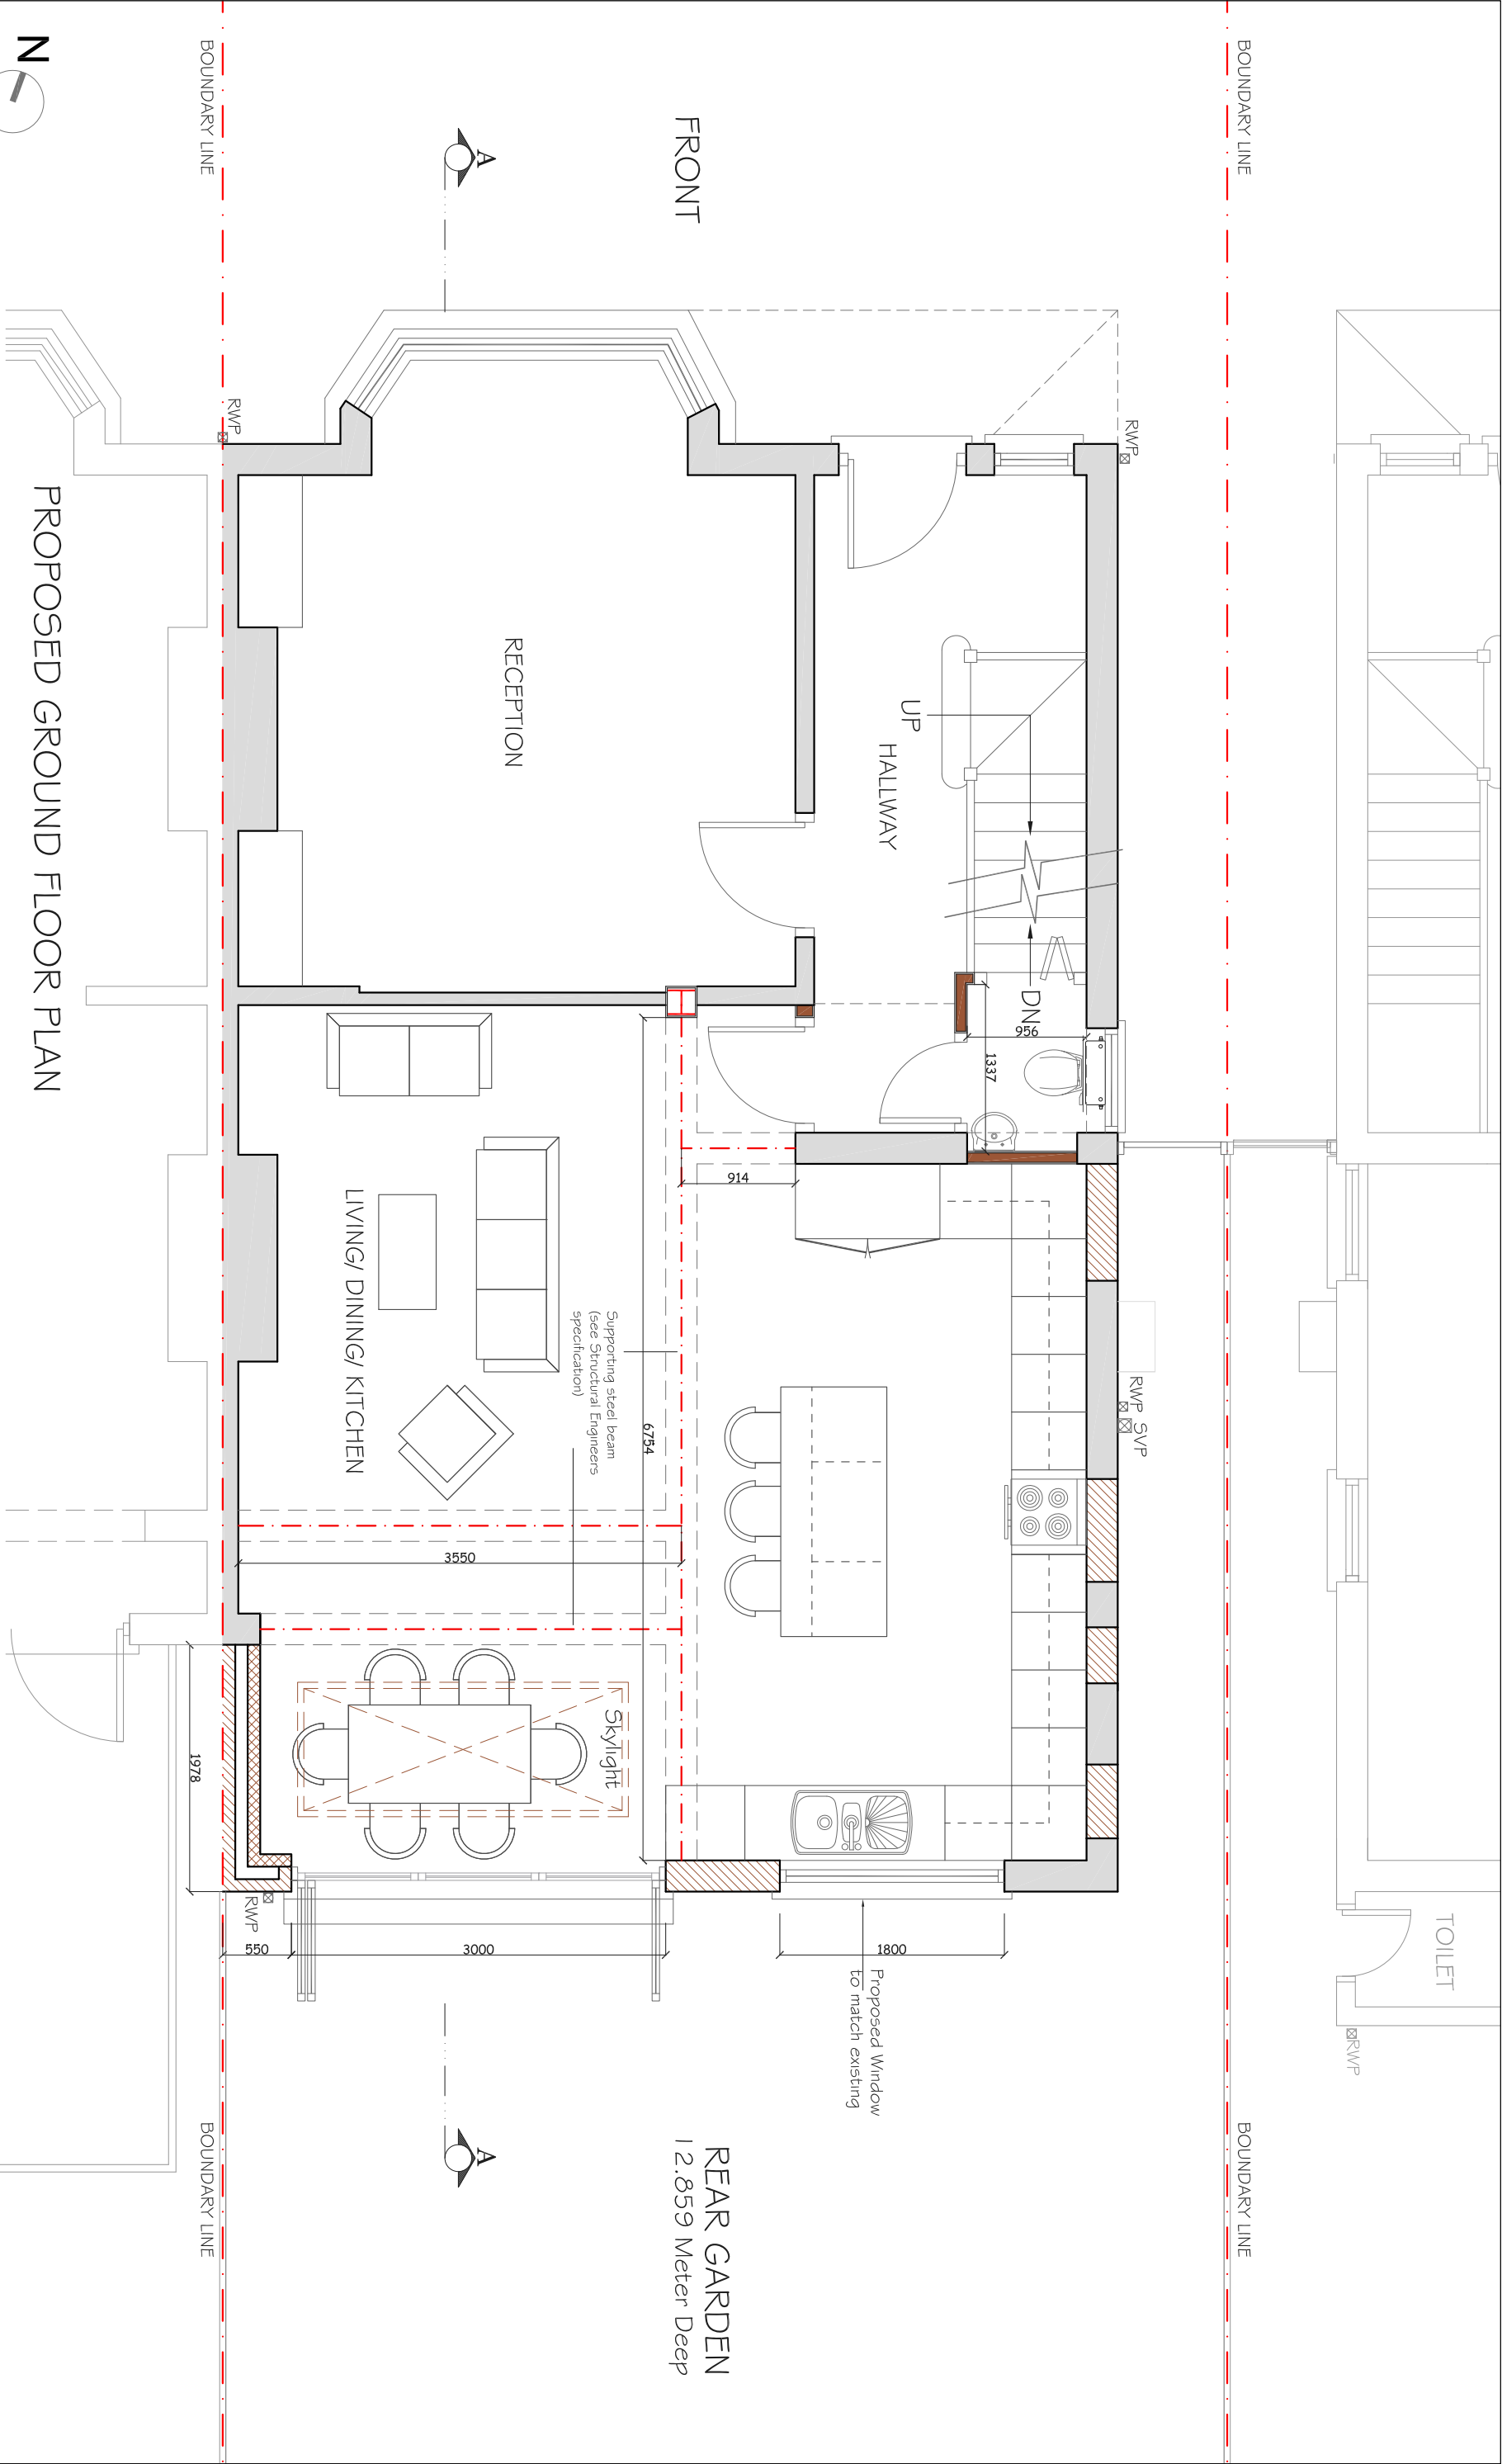 BOUNDARY LINE
BOUNDARY LINE
N
A
FRONT
RWP
RWP
RECEPTION
UP
HALLWAY
DN
956
1337
914
LIVING/ DINING/ KITCHEN
Supporting steel beam
(see Structural Engineers
specification)
6754
3550
RWP
SVP
Skylight
1978
RWP
550
3000
1800
Proposed Window
to match existing
TOILET
RWP
A
REAR GARDEN
12.859 Meter Deep
BOUNDARY LINE
BOUNDARY LINE
PROPOSED GROUND FLOOR PLAN